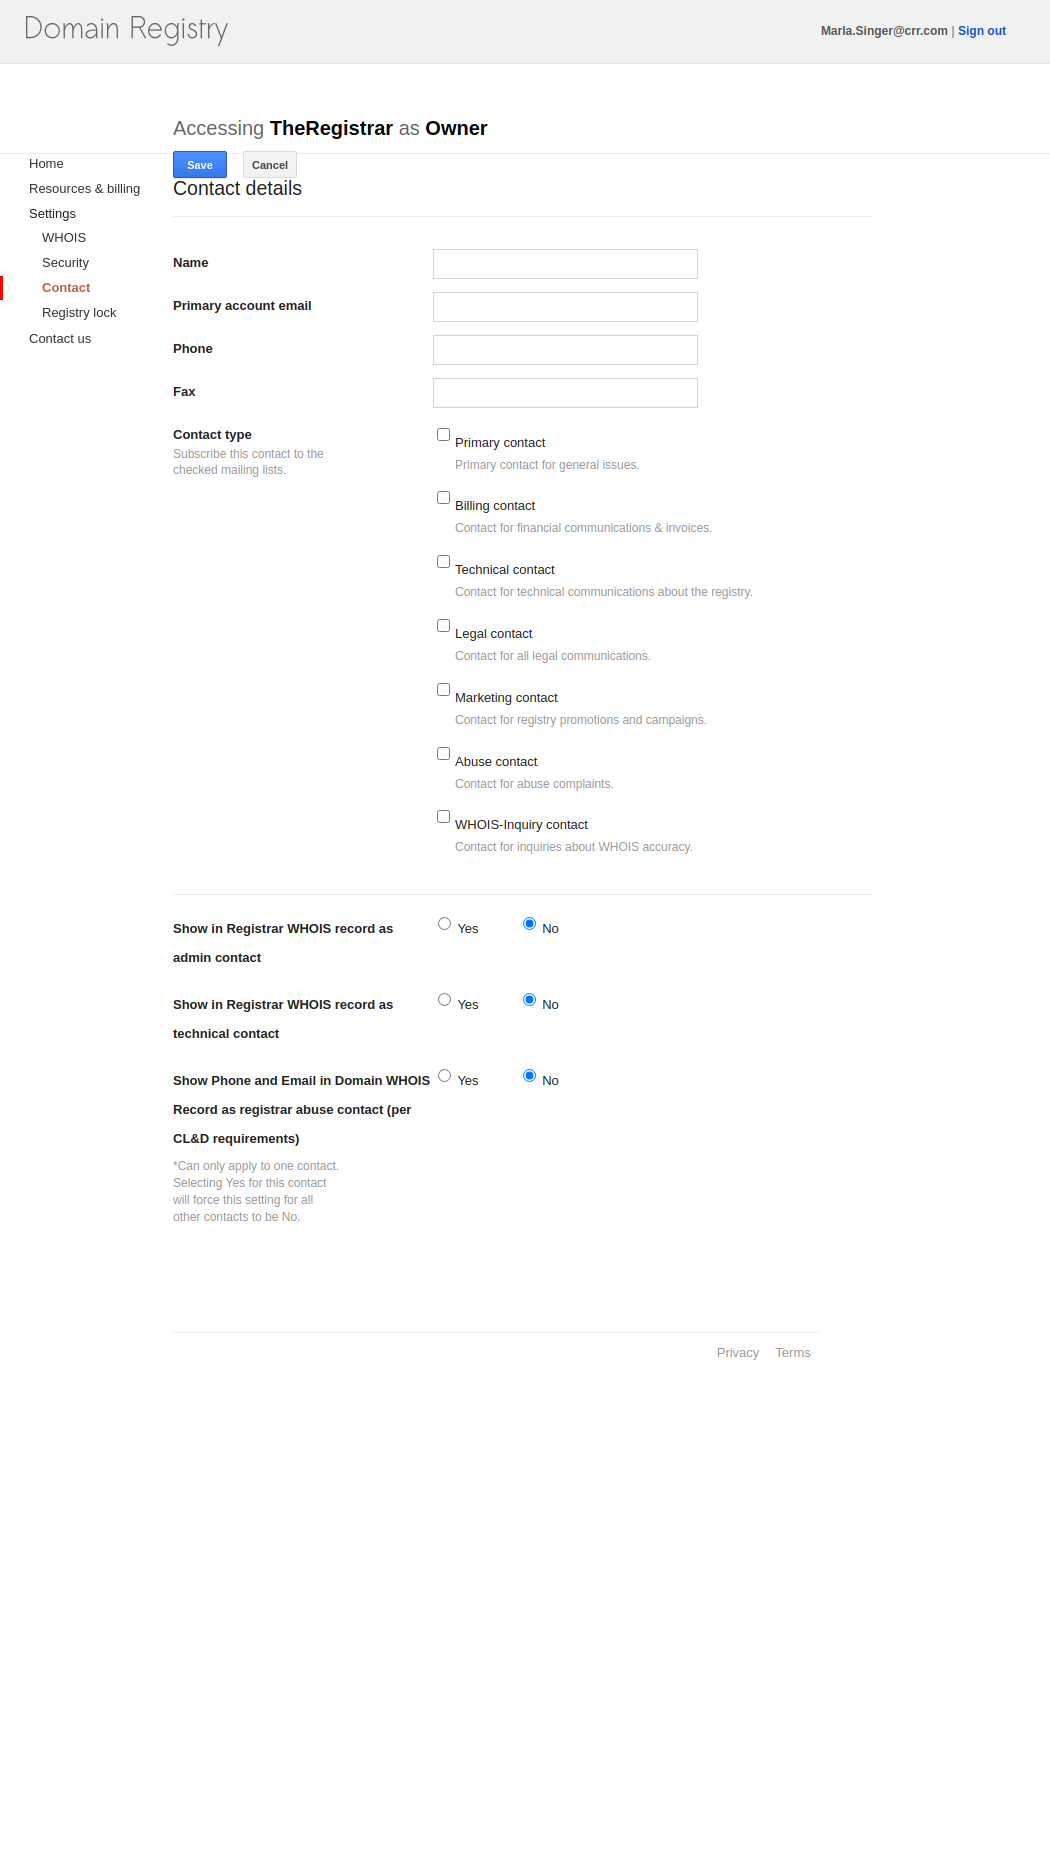 Domain Registry
Marla.Singer@crr.com | Sign out
Accessing TheRegistrar as Owner
Save Cancel
Home
Resources & billing
Settings
WHOIS
Security
Contact
Registry lock
Contact us
Contact details
Name
Primary account email
Phone
Fax
Contact type
Subscribe this contact to the
checked mailing lists.
Primary contact
Primary contact for general issues.
Billing contact
Contact for financial communications & invoices.
Technical contact
Contact for technical communications about the registry.
Legal contact
Contact for all legal communications.
Marketing contact
Contact for registry promotions and campaigns.
Abuse contact
Contact for abuse complaints.
WHOIS-Inquiry contact
Contact for inquiries about WHOIS accuracy.
Show in Registrar WHOIS record as
admin contact
Yes No
Show in Registrar WHOIS record as
technical contact
Yes No
Show Phone and Email in Domain WHOIS
Record as registrar abuse contact (per
CL&D requirements)
Yes No
*Can only apply to one contact.
Selecting Yes for this contact
will force this setting for all
other contacts to be No.
Privacy Terms